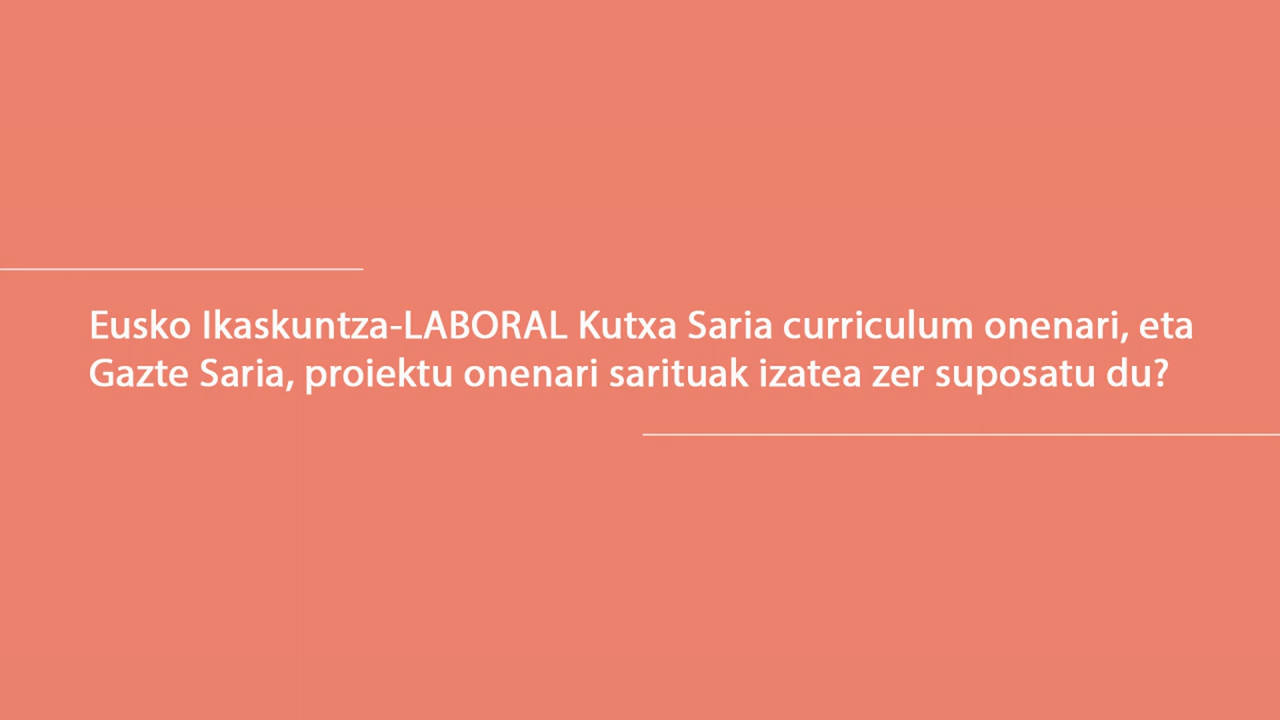 Eusko Ikaskuntza-LABORAL Kutxa Saria curriculum onenari, eta
Gazte Saria, proiektu onenari sarituak izatea zer suposatu du?